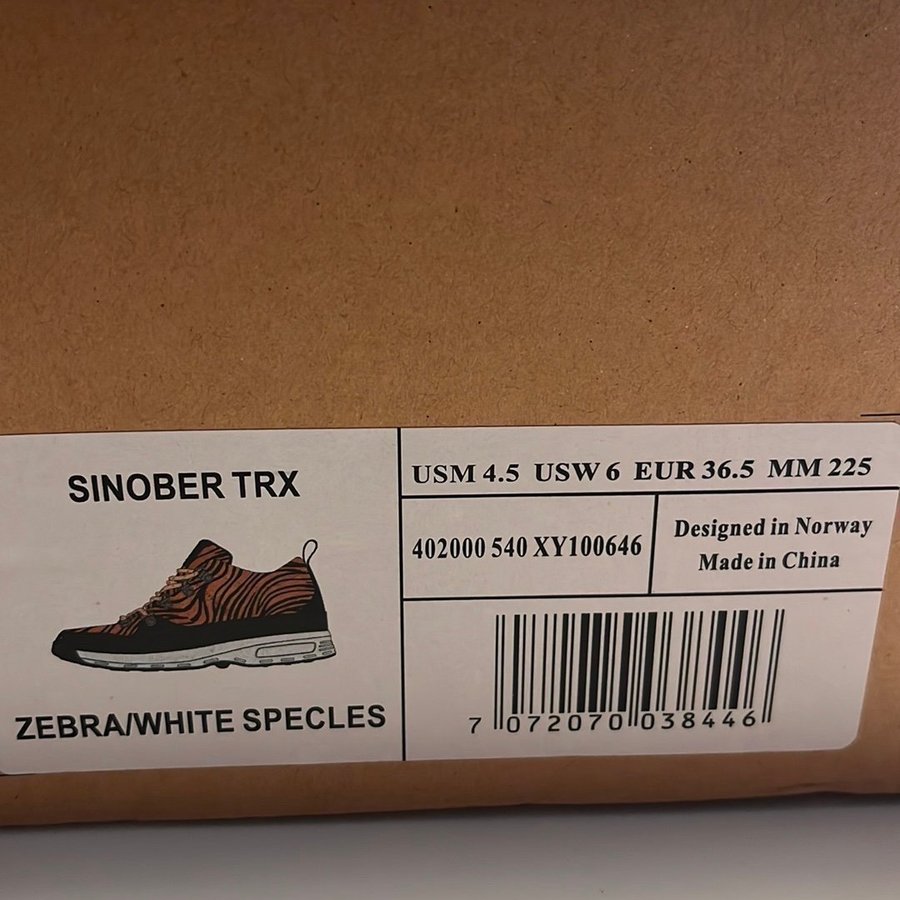 SINOBER TRX
ZEBRA/WHITE SPECLES
USM 4.5 USW 6 EUR 36.5 MM 225
402000 540 XY100646
Designed in Norway
Made in China
7 072070 038446